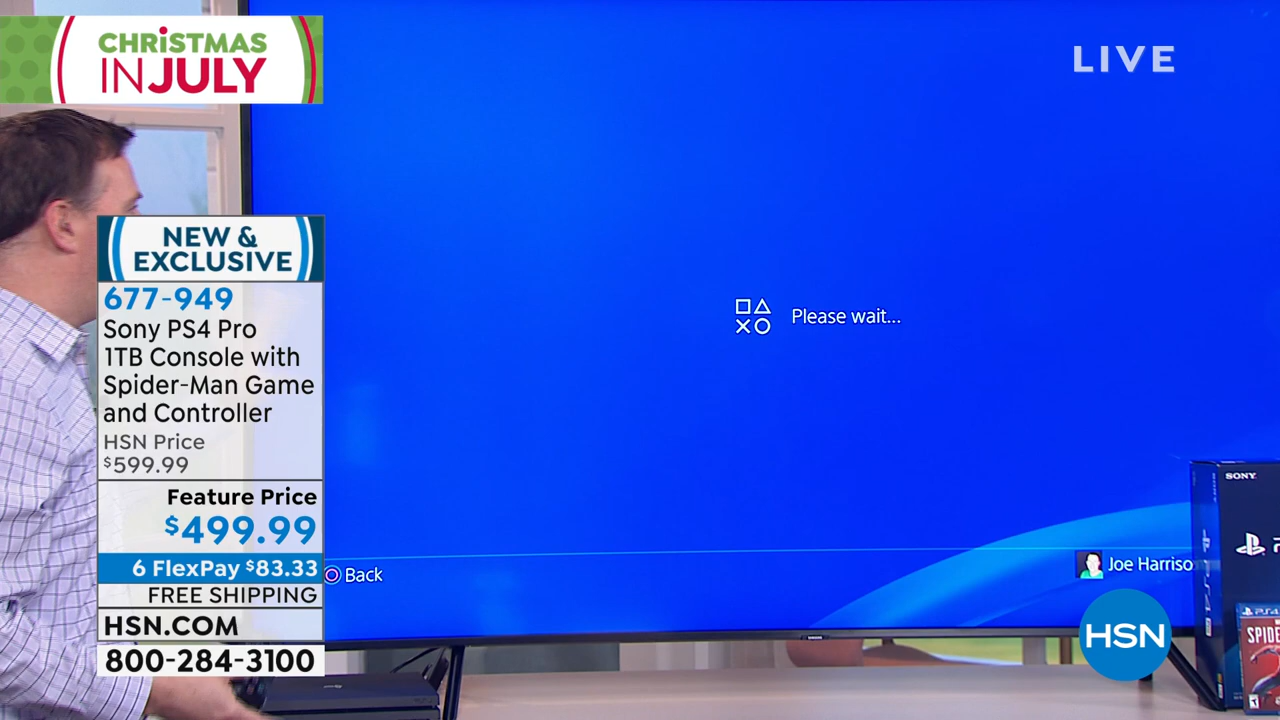 CHRISTMAS
IN JULY
LIVE
NEW &
EXCLUSIVE
677-949
Sony PS4 Pro
1TB Console with
Spider-Man Game
and Controller
HSN Price
$599.99
Feature Price
$499.99
6 FlexPay $83.33
FREE SHIPPING
HSN.COM
800-284-3100
Please wait...
Back
Joe Harriso
HSN
SONY
PS4
SPIDE